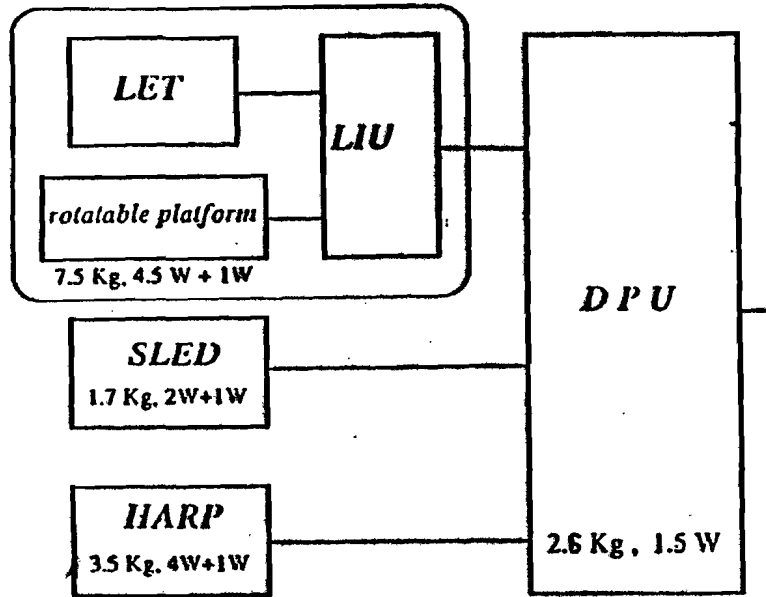 LET
LIU
rotatable platform
7.5 Kg, 4.5 W + 1W
SLED
1.7 Kg, 2W+1W
HARP
3.5 Kg, 4W+1W
D P U
2.6 Kg , 1.5 W